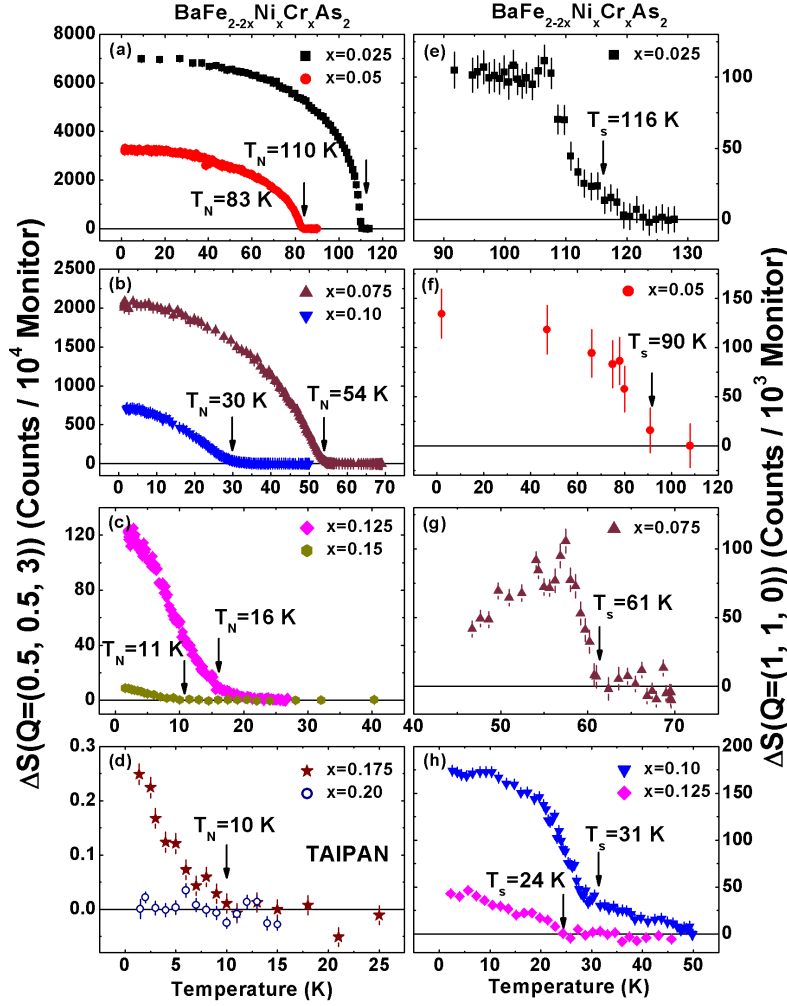 BaFe2-2xNixCrxAs2
BaFe2-2xNixCrxAs2
ΔS(Q=(0.5, 0.5, 3)) (Counts / 10^4 Monitor)
(a)
x=0.025
x=0.05
TN=110 K
TN=83 K
8000
7000
6000
4000
3000
2000
0
0 20 40 60 80 100 120
(b)
x=0.075
x=0.10
TN=30 K
TN=54 K
2500
2000
1500
1000
500
0
0 10 20 30 40 50 60 70
(c)
x=0.125
x=0.15
TN=16 K
TN=11 K
120
80
40
0
0 10 20 30 40
(d)
x=0.175
x=0.20
TN=10 K
TAIPAN
0.3
0.2
0.1
0.0
0 5 10 15 20 25
Temperature (K)
ΔS(Q=(1, 1, 0)) (Counts / 10^3 Monitor)
(e)
x=0.025
Ts=116 K
100
75
50
25
0
90 100 110 120 130
(f)
x=0.05
Ts=90 K
150
100
50
0
0 20 40 60 80 100 120
(g)
x=0.075
Ts=61 K
100
50
0
40 50 60 70
(h)
x=0.10
x=0.125
Ts=31 K
Ts=24 K
200
150
100
50
0
0 10 20 30 40 50
Temperature (K)